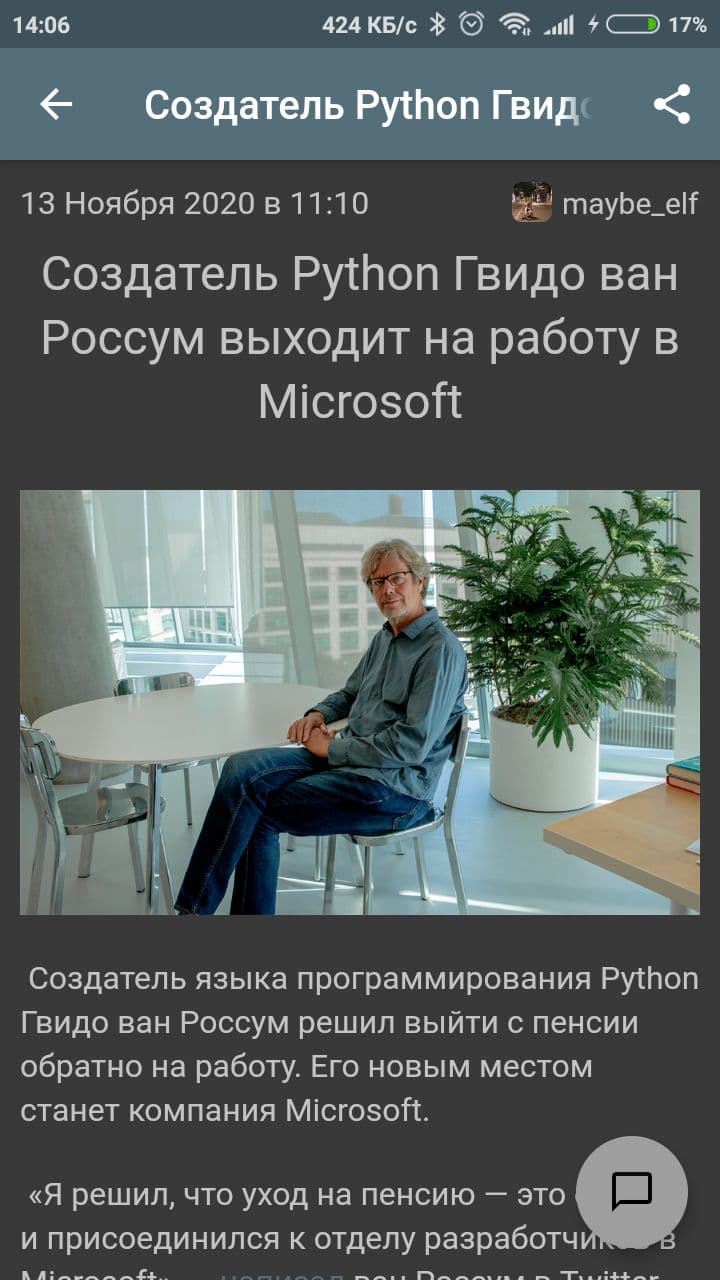 14:06 424 КБ/с 17%
Создатель Python Гвидо
13 Ноября 2020 в 11:10 maybe_elf
Создатель Python Гвидо ван
Россум выходит на работу в
Microsoft
Создатель языка программирования Python
Гвидо ван Россум решил выйти с пенсии
обратно на работу. Его новым местом
станет компания Microsoft.
«Я решил, что уход на пенсию — это
и присоединился к отделу разработчиков в
Microsoft», — написал ван Россум в Twitter.